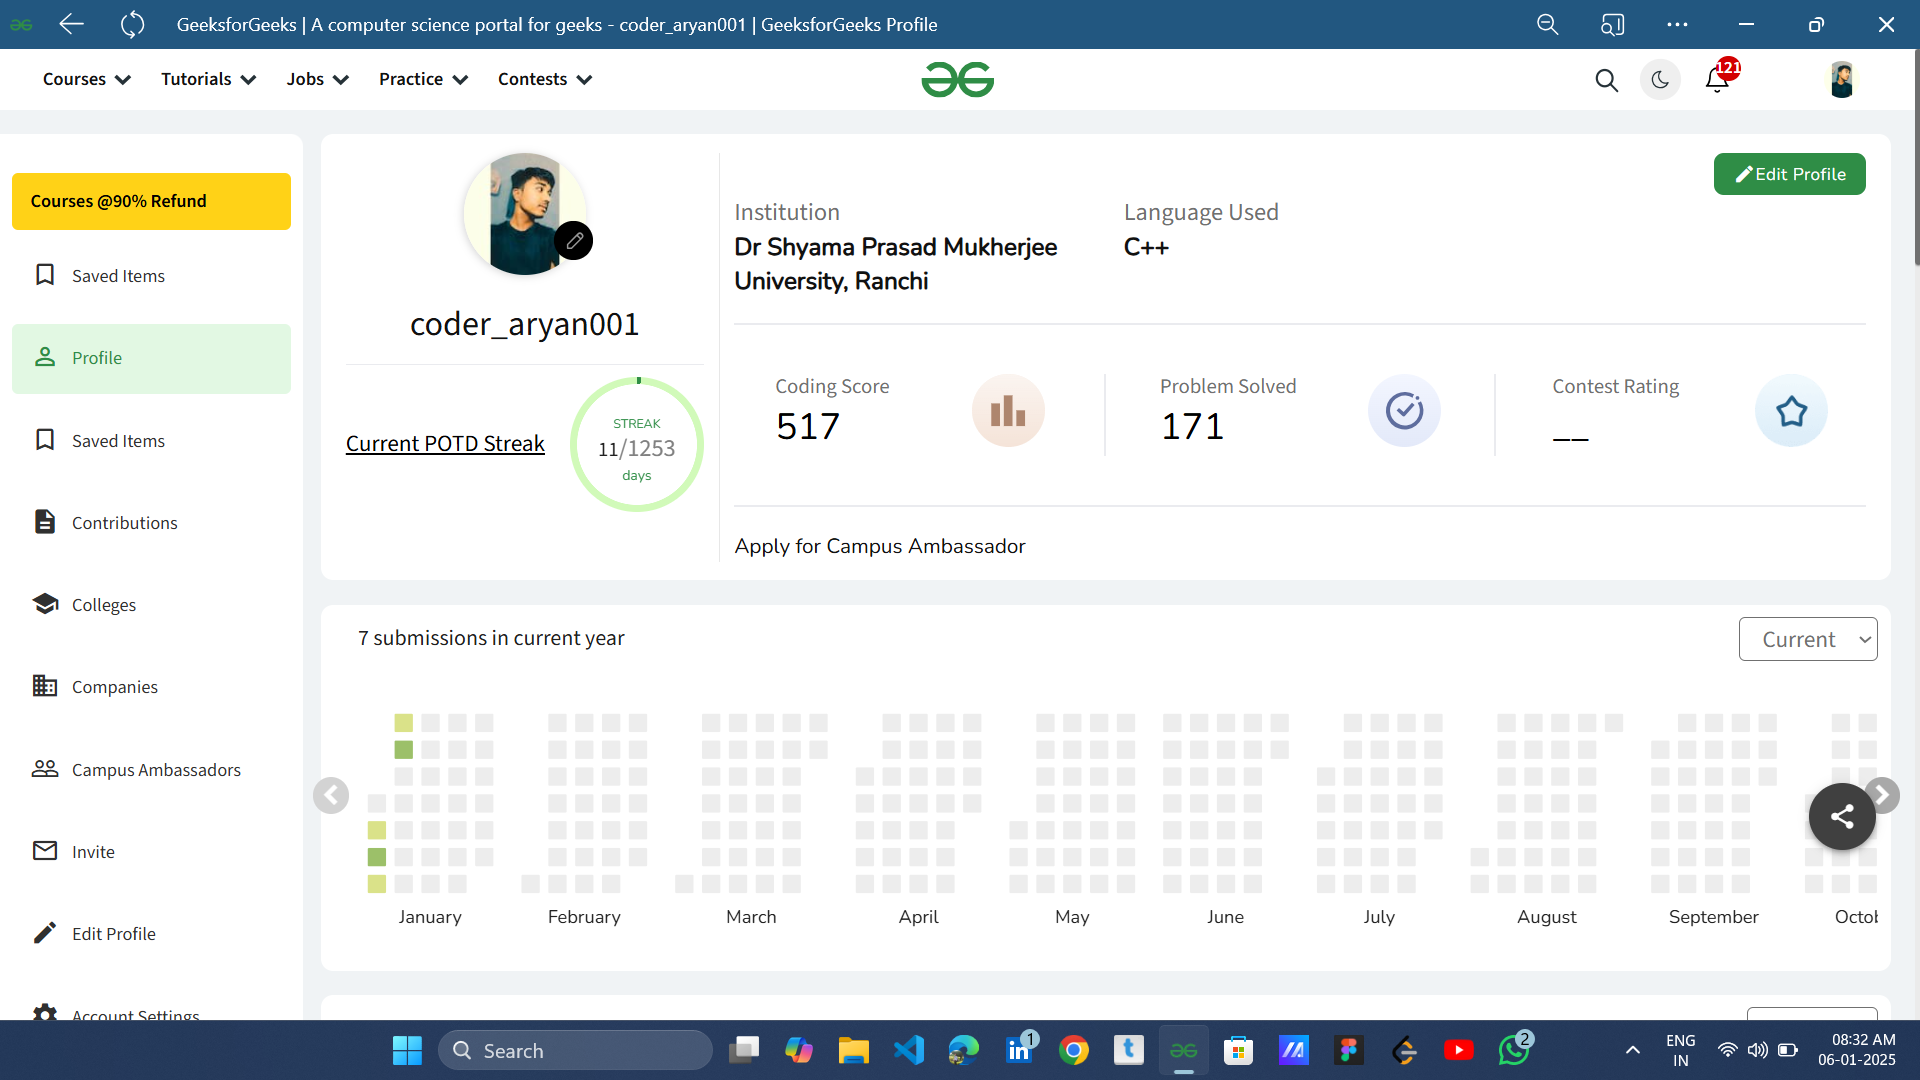 GeeksforGeeks | A computer science portal for geeks - coder_aryan001 | GeeksforGeeks Profile
Courses Tutorials Jobs Practice Contests
121
Courses @90% Refund
Saved Items
Profile
Saved Items
Contributions
Colleges
Companies
Campus Ambassadors
Invite
Edit Profile
Account Settings
coder_aryan001
Current POTD Streak
STREAK
11/1253
days
Edit Profile
Institution
Dr Shyama Prasad Mukherjee
University, Ranchi
Language Used
C++
Coding Score
517
Problem Solved
171
Contest Rating
__
Apply for Campus Ambassador
7 submissions in current year
Current
January February March April May June July August September Octob
Search
1
2
ENG
IN
08:32 AM
06-01-2025